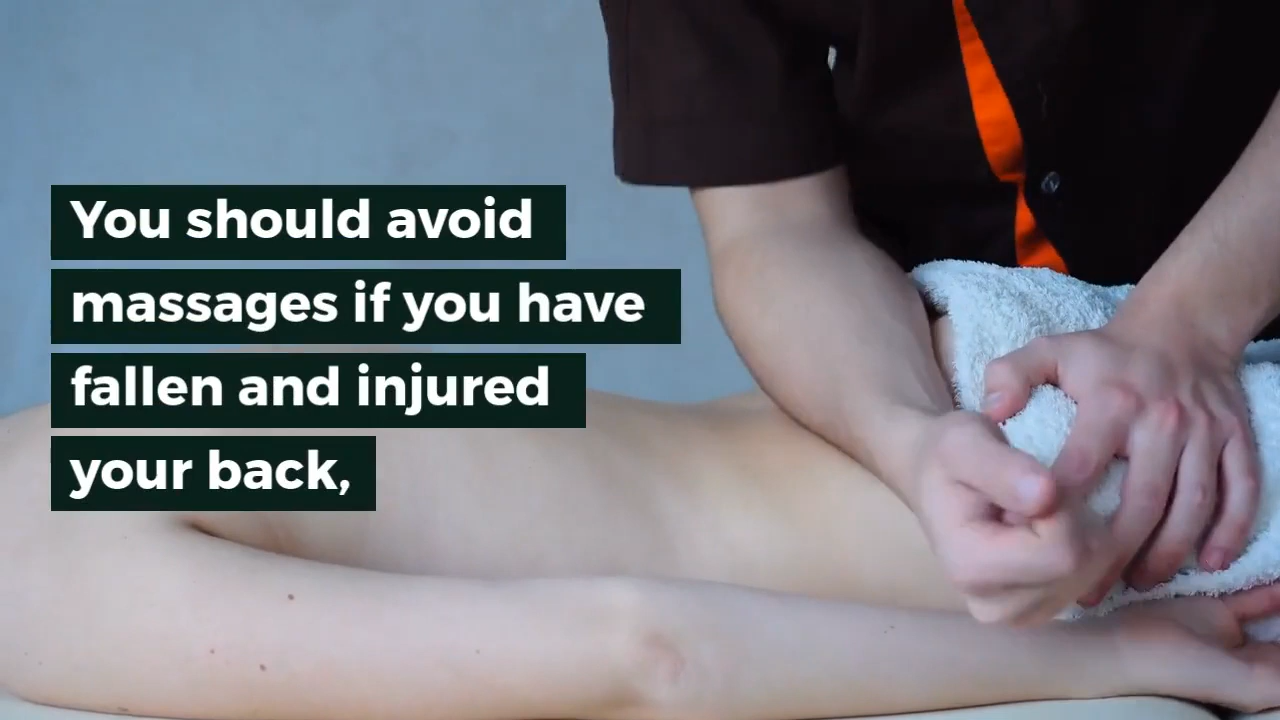 You should avoid
massages if you have
fallen and injured
your back,